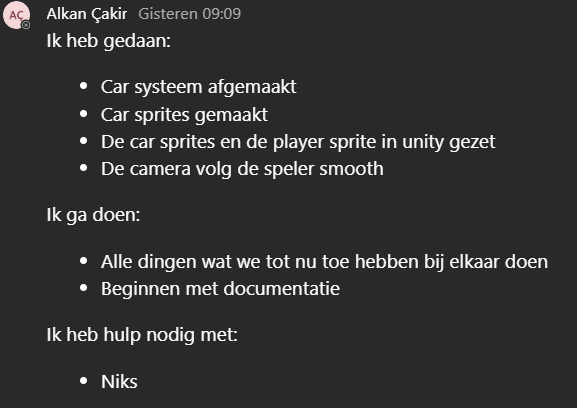 AÇ
Alkan Çakir Gisteren 09:09
Ik heb gedaan:
• Car systeem afgemaakt
• Car sprites gemaakt
• De car sprites en de player sprite in unity gezet
• De camera volg de speler smooth
Ik ga doen:
• Alle dingen wat we tot nu toe hebben bij elkaar doen
• Beginnen met documentatie
Ik heb hulp nodig met:
• Niks